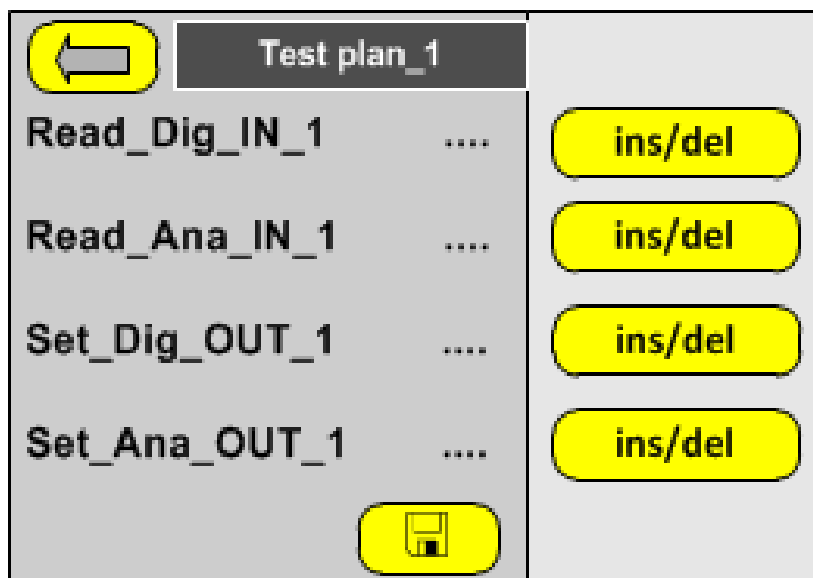 Test plan_1
Read_Dig_IN_1 .... ins/del
Read_Ana_IN_1 .... ins/del
Set_Dig_OUT_1 .... ins/del
Set_Ana_OUT_1 .... ins/del